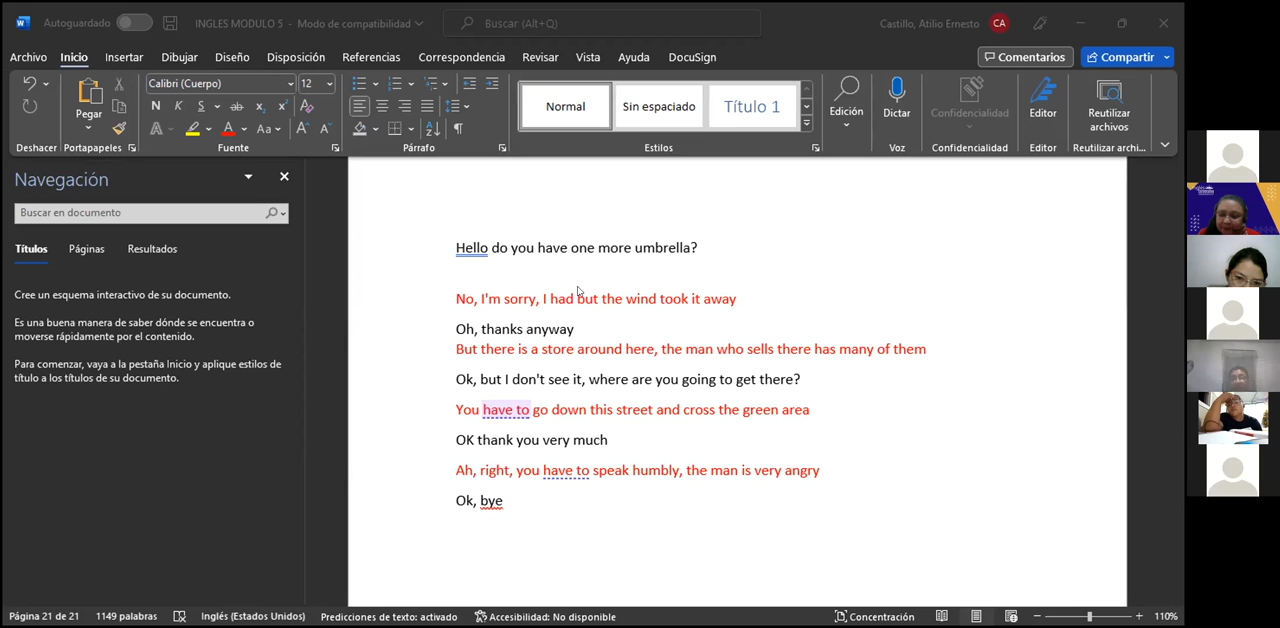 Autoguardado
INGLES MODULO 5 - Modo de compatibilidad
Buscar (Alt+Q)
Castillo, Atilio Ernesto
CA
Archivo Inicio Insertar Dibujar Diseño Disposición Referencias Correspondencia Revisar Vista Ayuda DocuSign
Comentarios
Compartir
Calibri (Cuerpo) 12
Pegar
N K S ab x₂ x²
A A Aa A A
Normal
Sin espaciado
Título 1
Edición
Dictar
Confidencialidad
Editor
Reutilizar archivos
Deshacer Portapapeles Fuente Párrafo Estilos Voz Confidencialidad Editor Reutilizar archi...
Navegación
Buscar en documento
Títulos Páginas Resultados
Cree un esquema interactivo de su documento.
Es una buena manera de saber dónde se encuentra o
moverse rápidamente por el contenido.
Para comenzar, vaya a la pestaña Inicio y aplique estilos de
título a los títulos de su documento.
Hello do you have one more umbrella?
No, I'm sorry, I had but the wind took it away
Oh, thanks anyway
But there is a store around here, the man who sells there has many of them
Ok, but I don't see it, where are you going to get there?
You have to go down this street and cross the green area
OK thank you very much
Ah, right, you have to speak humbly, the man is very angry
Ok, bye
Página 21 de 21 1149 palabras Inglés (Estados Unidos) Predicciones de texto: activado Accesibilidad: No disponible Concentración 110%